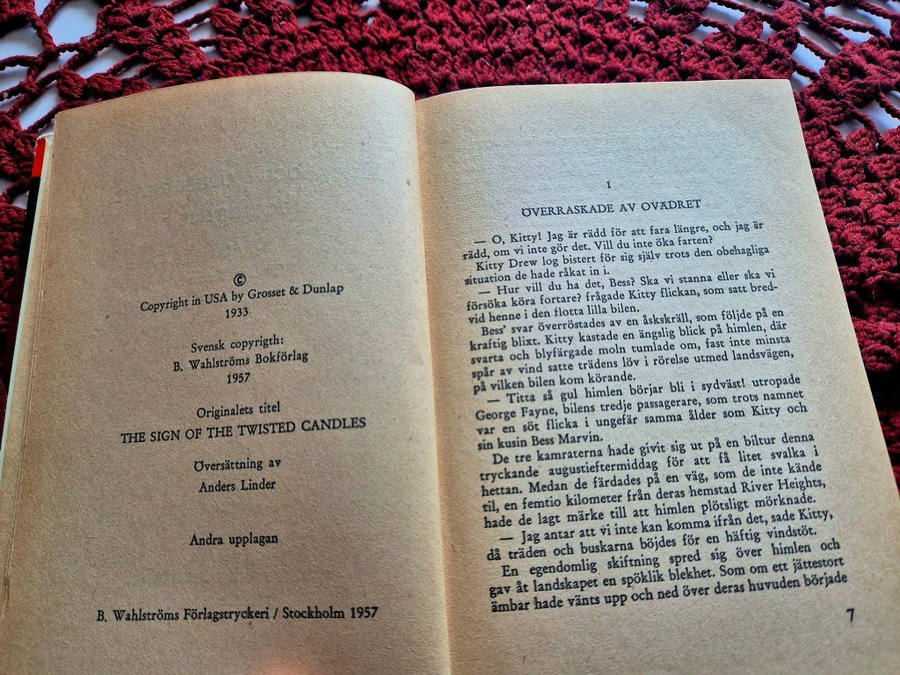 ©
Copyright in USA by Grosset & Dunlap
1933
Svensk copyrigth:
B. Wahlströms Bokförlag
1957
Originalets titel
THE SIGN OF THE TWISTED CANDLES
Översättning av
Anders Linder
Andra upplagan
B. Wahlströms Förlagstryckeri / Stockholm 1957
1
ÖVERRASKADE AV OVÄDRET
— O, Kitty! Jag är rädd för att fara längre, och jag är
rädd, om vi inte gör det. Vill du inte öka farten?
Kitty Drew log bistert för sig själv trots den obehagliga
situation de hade råkat in i.
— Hur vill du ha det, Bess? Ska vi stanna eller ska vi
försöka köra fortare? frågade Kitty flickan, som satt bred-
vid henne i den flotta lilla bilen.
Bess' svar överröstades av en åskskräll, som följde på en
kraftig blixt. Kitty kastade en ängslig blick på himlen, där
svarta och blyfärgade moln tumlade om, fast inte minsta
spår av vind satte trädens löv i rörelse utmed landsvägen,
på vilken bilen kom körande.
— Titta så gul himlen börjar bli i sydväst! utropade
George Fayne, bilens tredje passagerare, som trots namnet
var en söt flicka i ungefär samma ålder som Kitty och
sin kusin Bess Marvin.
De tre kamraterna hade givit sig ut på en biltur denna
tryckande augustieftermiddag för att få litet svalka i
hettan. Medan de färdades på en väg, som de inte kände
till, en femtio kilometer från deras hemstad River Heights,
hade de lagt märke till att himlen plötsligt mörknade.
— Jag antar att vi inte kan komma ifrån det, sade Kitty,
då träden och buskarna böjdes för en häftig vindstöt.
En egendomlig skiftning spred sig över himlen och
gav åt landskapet en spöklik blekhet. Som om ett jättestort
ämbar hade vänts upp och ned över deras huvuden började
7